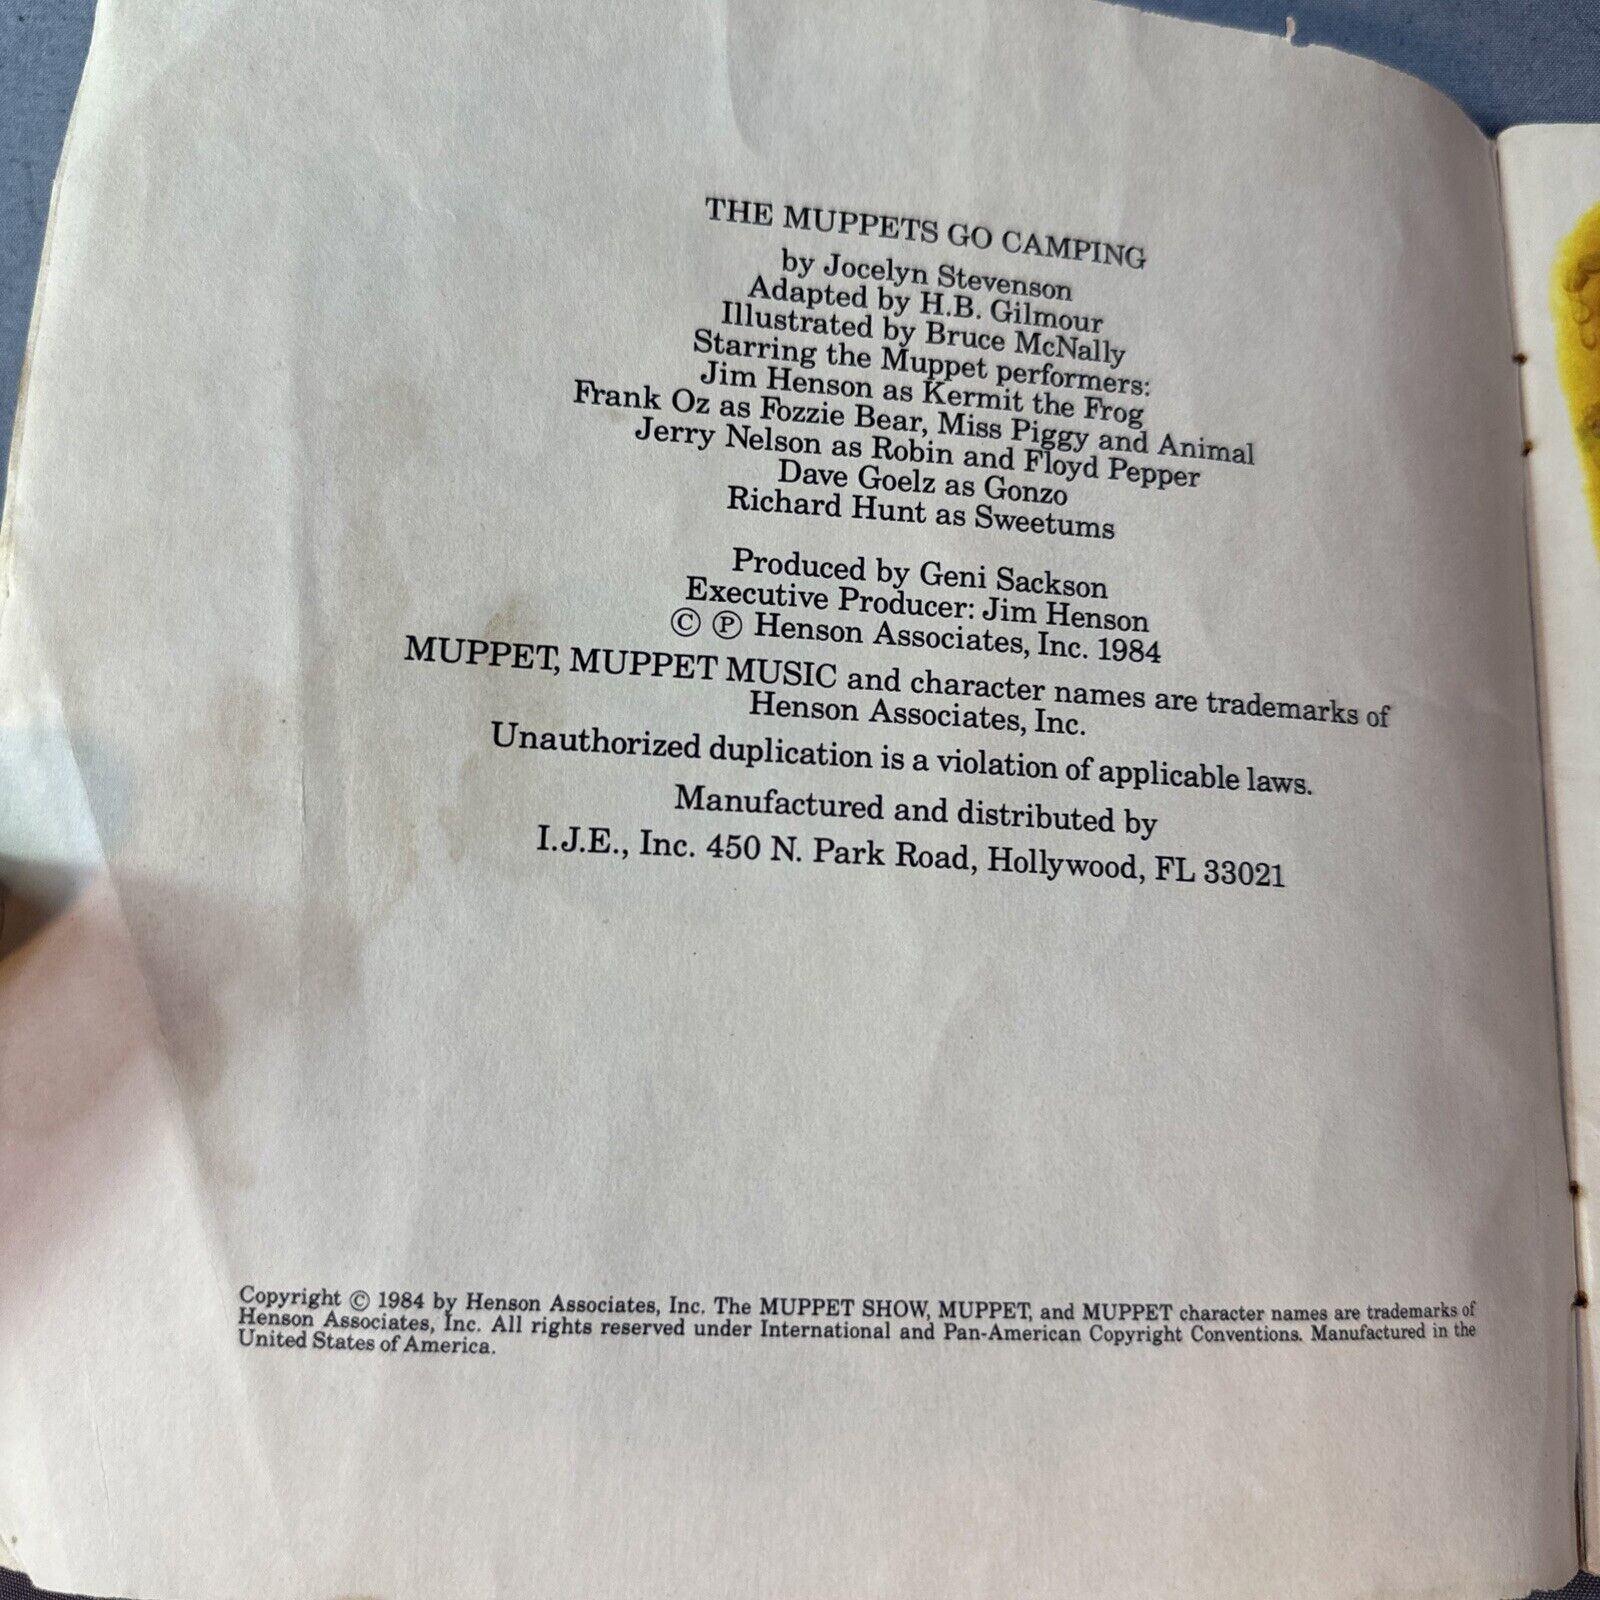 THE MUPPETS GO CAMPING
by Jocelyn Stevenson
Adapted by H.B. Gilmour
Illustrated by Bruce McNally
Starring the Muppet performers:
Jim Henson as Kermit the Frog
Frank Oz as Fozzie Bear, Miss Piggy and Animal
Jerry Nelson as Robin and Floyd Pepper
Dave Goelz as Gonzo
Richard Hunt as Sweetums
Produced by Geni Sackson
Executive Producer: Jim Henson
© ℗ Henson Associates, Inc. 1984
MUPPET, MUPPET MUSIC and character names are trademarks of
Henson Associates, Inc.
Unauthorized duplication is a violation of applicable laws.
Manufactured and distributed by
I.J.E., Inc. 450 N. Park Road, Hollywood, FL 33021
Copyright © 1984 by Henson Associates, Inc. The MUPPET SHOW, MUPPET, and MUPPET character names are trademarks of
Henson Associates, Inc. All rights reserved under International and Pan-American Copyright Conventions. Manufactured in the
United States of America.